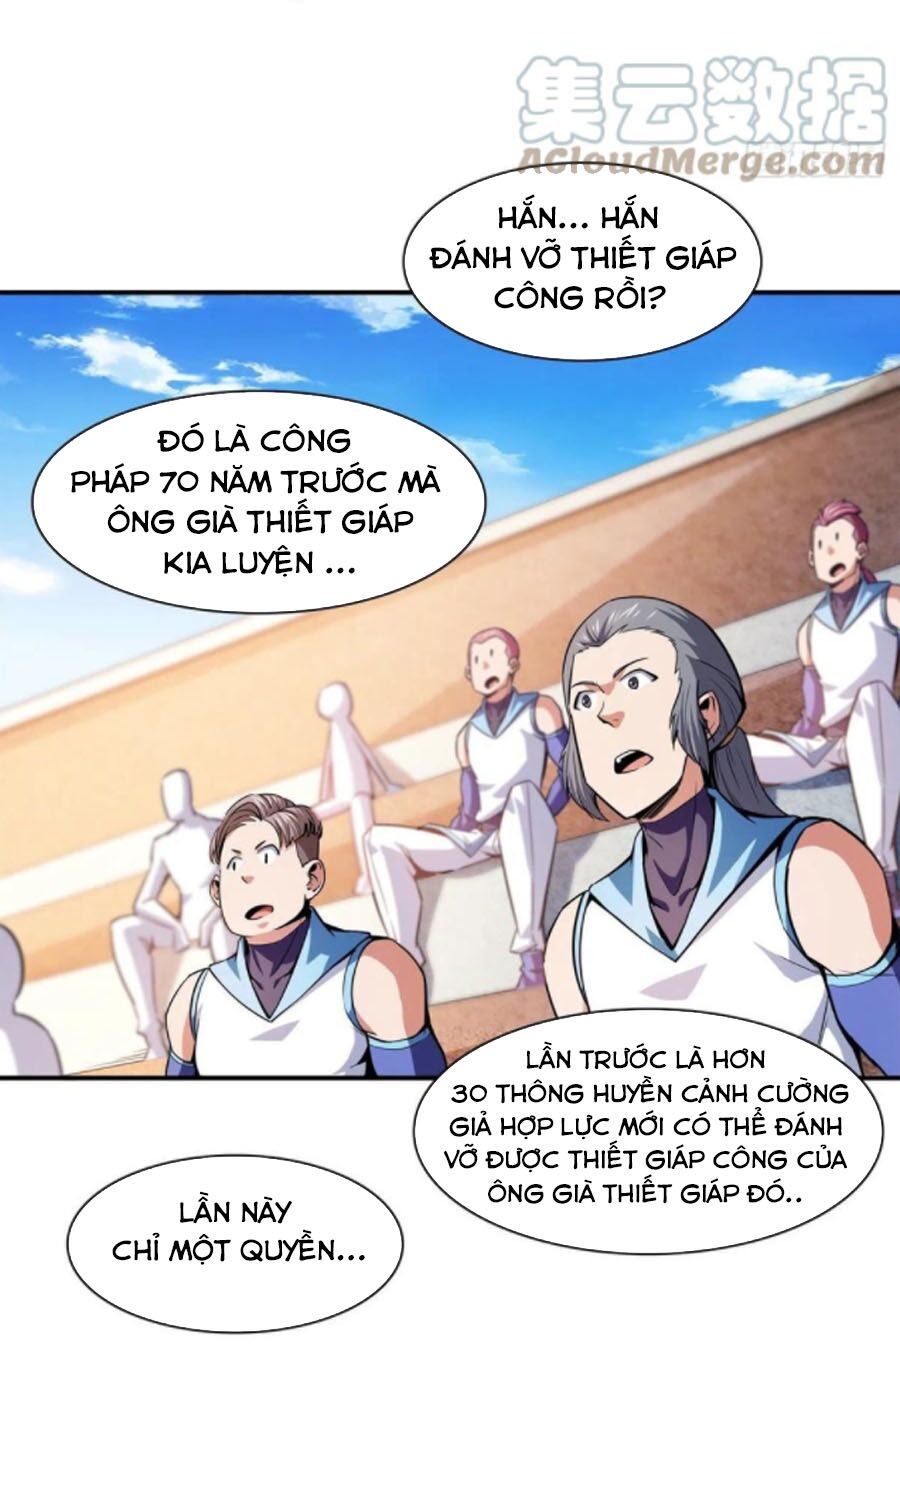 集云数据
ACloudMerge.com
HẮN... HẮN
ĐÁNH VỠ THIẾT GIÁP
CÔNG RỒI?
ĐÓ LÀ CÔNG
PHÁP 70 NĂM TRƯỚC MÀ
ÔNG GIÀ THIẾT GIÁP
KIA LUYỆN ...
LẦN TRƯỚC LÀ HƠN
30 THÔNG HUYỀN CẢNH CƯỜNG
GIẢ HỢP LỰC MỚI CÓ THỂ ĐÁNH
VỠ ĐƯỢC THIẾT GIÁP CÔNG CỦA
ÔNG GIÀ THIẾT GIÁP ĐÓ..
LẦN NÀY
CHỈ MỘT QUYỀN...